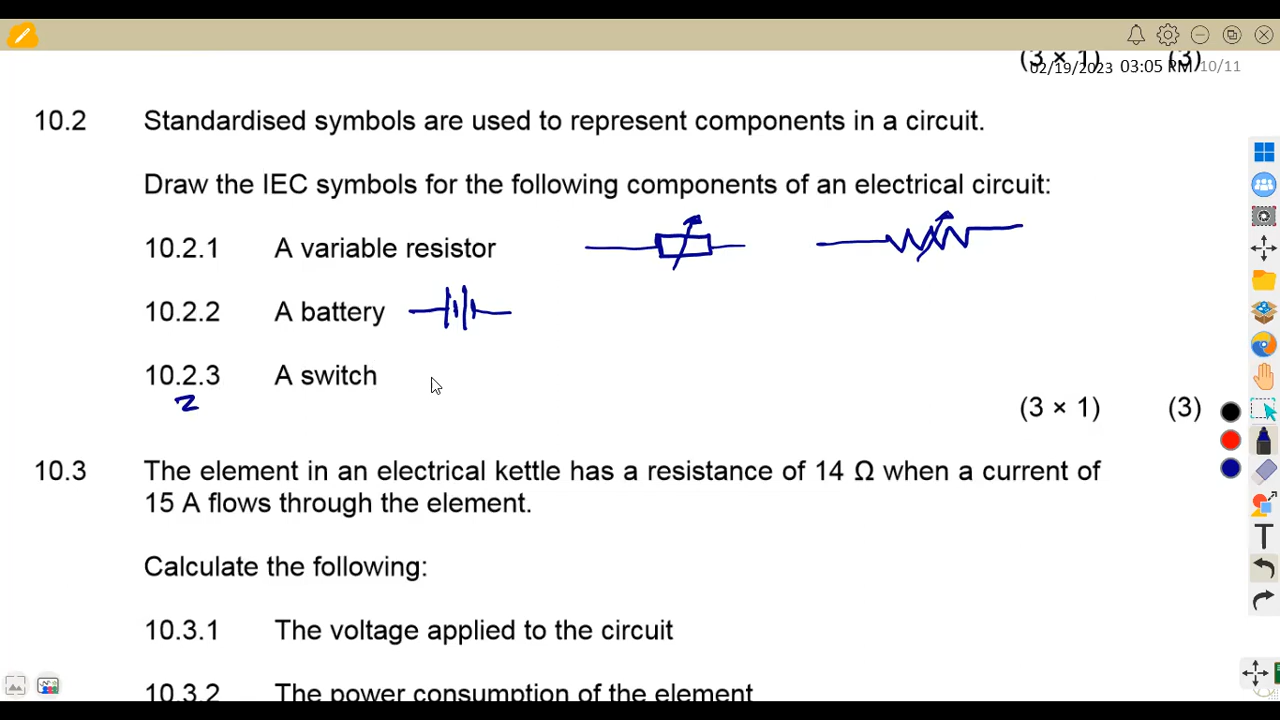 (3 × 1) (3)
02/19/2023 03:05 PM 10/11
10.2 Standardised symbols are used to represent components in a circuit.
Draw the IEC symbols for the following components of an electrical circuit:
10.2.1 A variable resistor
10.2.2 A battery
10.2.3 A switch
2
(3 × 1) (3)
10.3 The element in an electrical kettle has a resistance of 14 Ω when a current of
15 A flows through the element.
Calculate the following:
10.3.1 The voltage applied to the circuit
10.3.2 The power consumption of the element